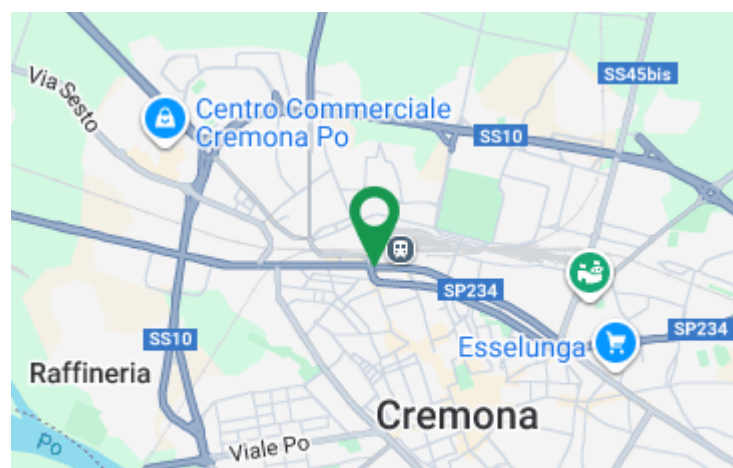 SS45bis
Via Sesto
Centro Commerciale
Cremona Po
SS10
SP234
SP234
SS10
Esselunga
Raffineria
Cremona
Po
Viale Po